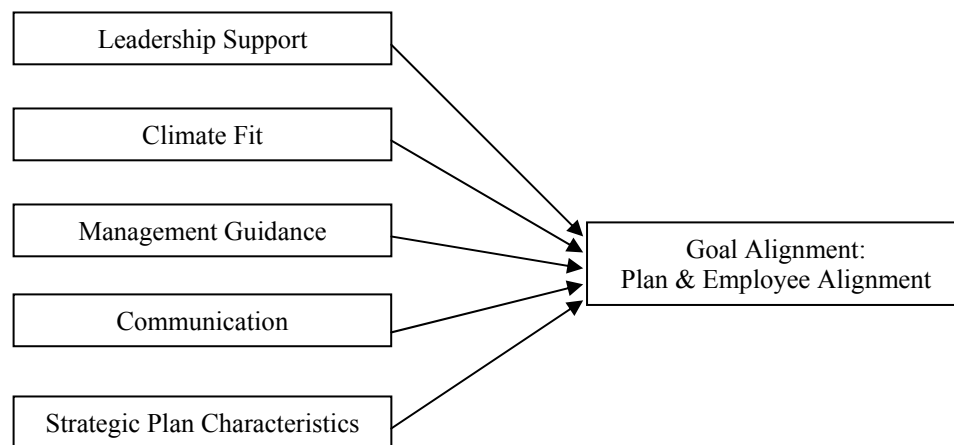 Leadership Support
Climate Fit
Management Guidance
Communication
Strategic Plan Characteristics
Goal Alignment:
Plan & Employee Alignment